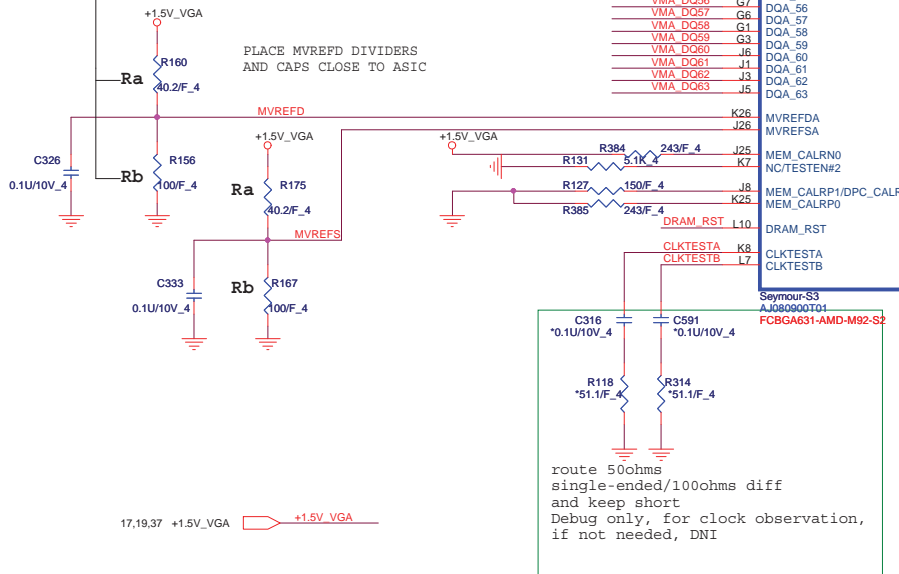 +1.5V_VGA
R160
Ra
40.2/F_4
PLACE MVREFD DIVIDERS
AND CAPS CLOSE TO ASIC
MVREFD
C326
0.1U/10V_4
Rb
R156
100/F_4
+1.5V_VGA
Ra
R175
40.2/F_4
MVREFS
C333
0.1U/10V_4
Rb
R167
100/F_4
VMA_DQ56 G7 DQA_56
VMA_DQ57 G6 DQA_57
VMA_DQ58 G1 DQA_58
VMA_DQ59 G3 DQA_59
VMA_DQ60 J6 DQA_60
VMA_DQ61 J1 DQA_61
VMA_DQ62 J3 DQA_62
VMA_DQ63 J5 DQA_63
K26 MVREFDA
J26 MVREFSA
+1.5V_VGA
R384 243/F_4 J25 MEM_CALRN0
R131 5.1K_4 K7 NC/TESTEN#2
R127 150/F_4 J8 MEM_CALRP1/DPC_CALR
R385 243/F_4 K25 MEM_CALRP0
DRAM_RST L10 DRAM_RST
CLKTESTA K8 CLKTESTA
CLKTESTB L7 CLKTESTB
Seymour-S3
AJ080900T01
FCBGA631-AMD-M92-S2
C316
*0.1U/10V_4
C591
*0.1U/10V_4
R118
*51.1/F_4
R314
*51.1/F_4
route 50ohms
single-ended/100ohms diff
and keep short
Debug only, for clock observation,
if not needed, DNI
17,19,37 +1.5V_VGA
+1.5V_VGA